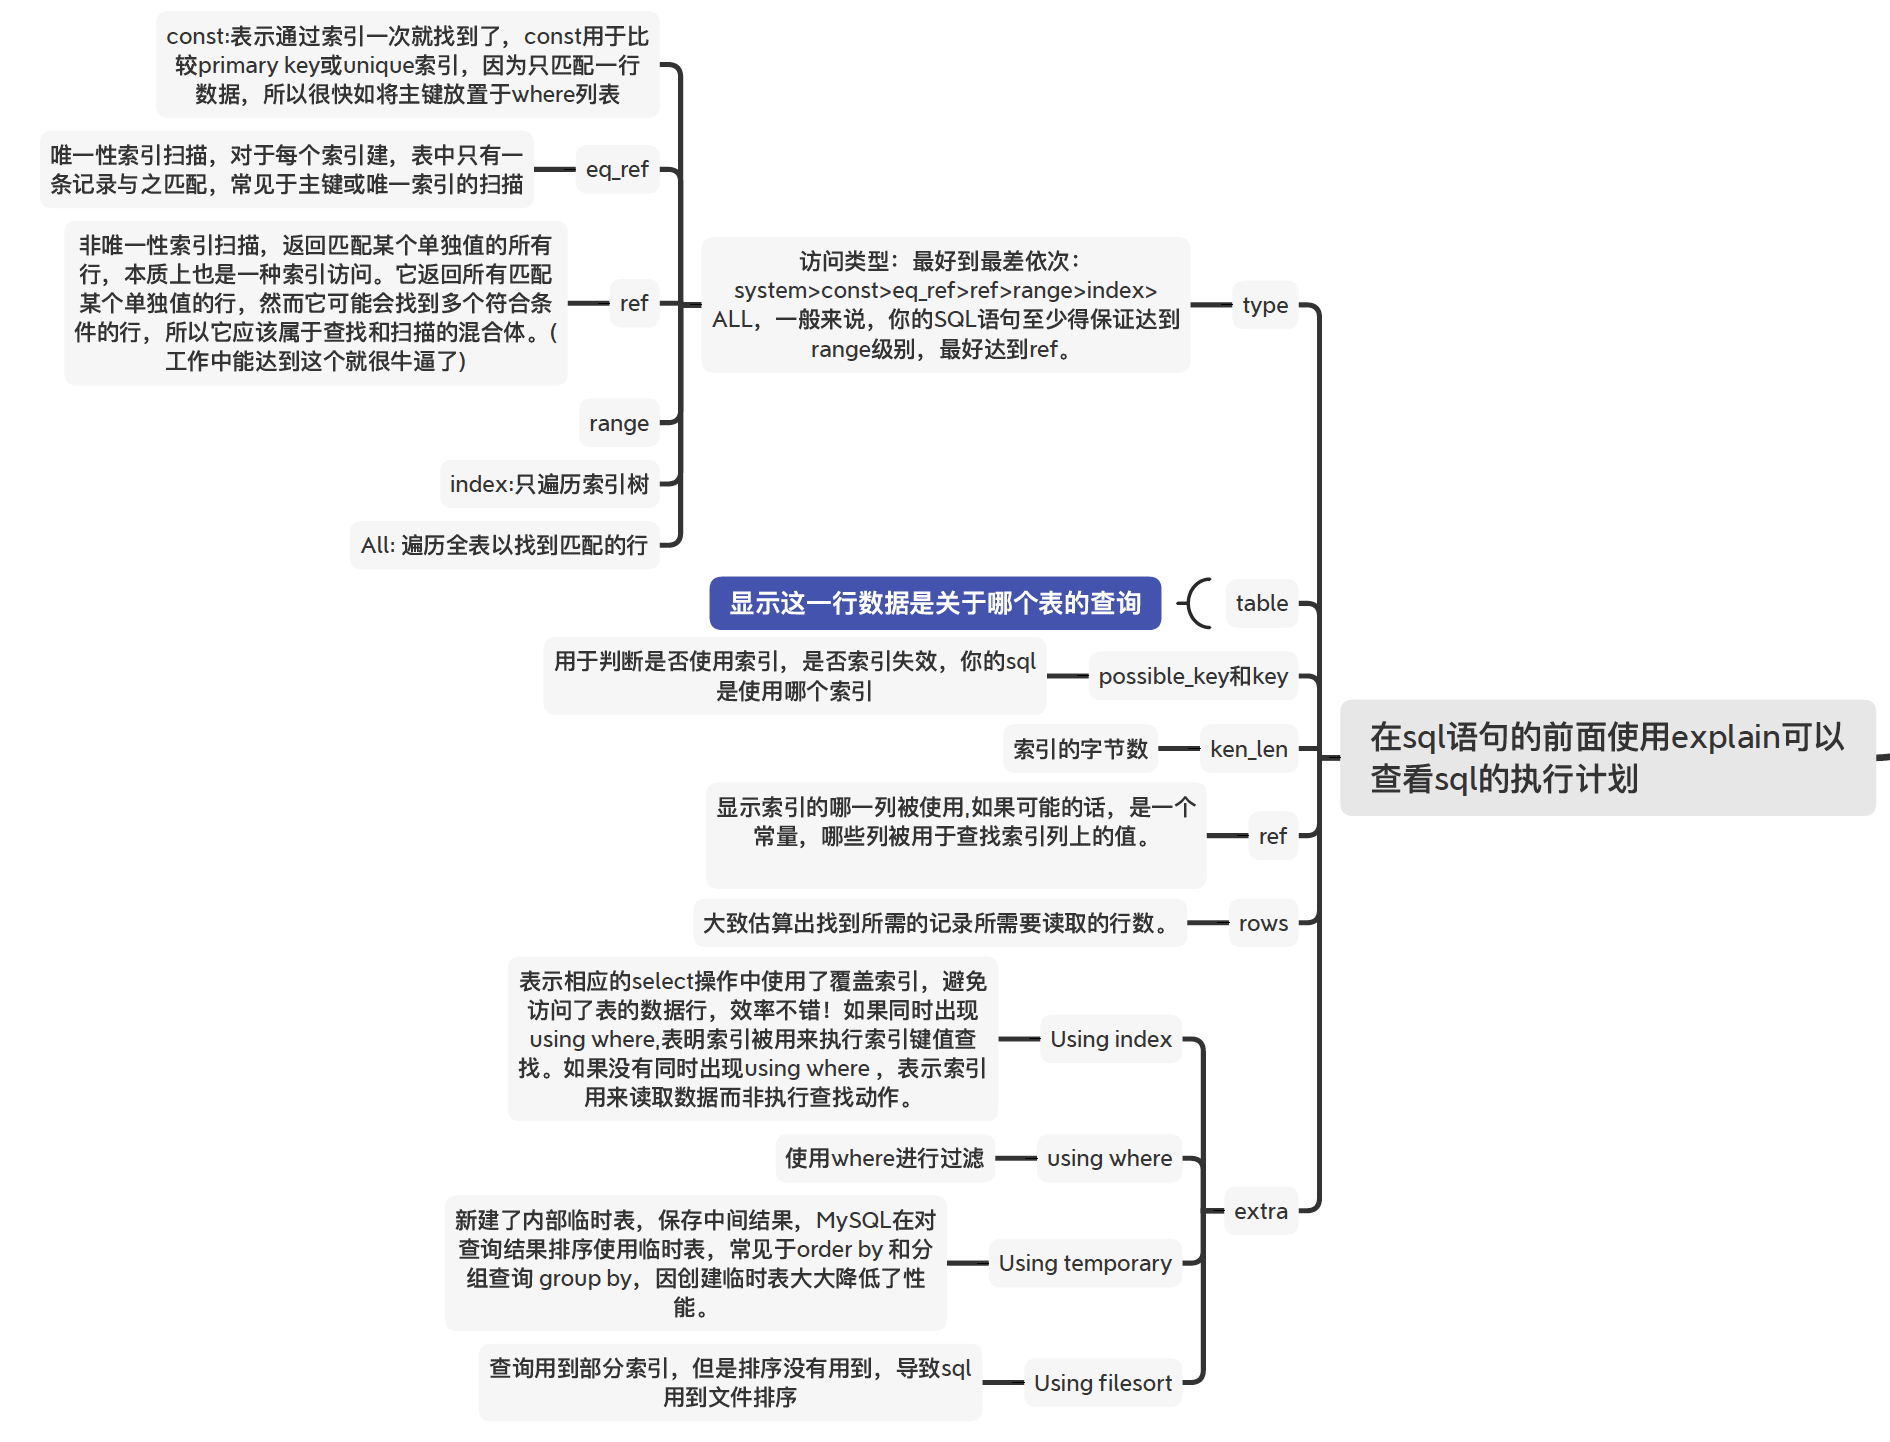 const:表示通过索引一次就找到了，const用于比
较primary key或unique索引，因为只匹配一行
数据，所以很快如将主键放置于where列表
唯一性索引扫描，对于每个索引建，表中只有一
条记录与之匹配，常见于主键或唯一索引的扫描
eq_ref
非唯一性索引扫描，返回匹配某个单独值的所有
行，本质上也是一种索引访问。它返回所有匹配
某个单独值的行，然而它可能会找到多个符合条
件的行，所以它应该属于查找和扫描的混合体。(
工作中能达到这个就很牛逼了)
ref
range
index:只遍历索引树
All: 遍历全表以找到匹配的行
访问类型：最好到最差依次：
system>const>eq_ref>ref>range>index>
ALL，一般来说，你的SQL语句至少得保证达到
range级别，最好达到ref。
type
显示这一行数据是关于哪个表的查询
table
用于判断是否使用索引，是否索引失效，你的sql
是使用哪个索引
possible_key和key
索引的字节数
ken_len
显示索引的哪一列被使用,如果可能的话，是一个
常量，哪些列被用于查找索引列上的值。
ref
大致估算出找到所需的记录所需要读取的行数。
rows
表示相应的select操作中使用了覆盖索引，避免
访问了表的数据行，效率不错！如果同时出现
using where,表明索引被用来执行索引键值查
找。如果没有同时出现using where ，表示索引
用来读取数据而非执行查找动作。
Using index
使用where进行过滤
using where
新建了内部临时表，保存中间结果，MySQL在对
查询结果排序使用临时表，常见于order by 和分
组查询 group by，因创建临时表大大降低了性
能。
Using temporary
查询用到部分索引，但是排序没有用到，导致sql
用到文件排序
Using filesort
extra
在sql语句的前面使用explain可以
查看sql的执行计划